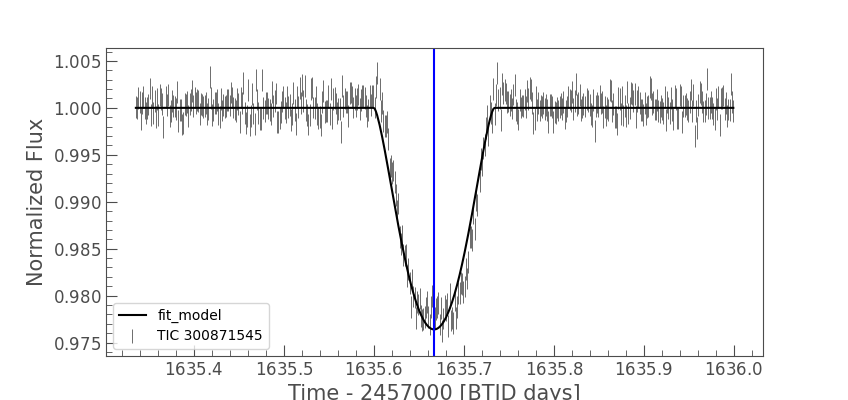 1.005
1.000
0.995
0.990
0.985
0.980
0.975
Normalized Flux
fit_model
TIC 300871545
1635.4 1635.5 1635.6 1635.7 1635.8 1635.9 1636.0
Time - 2457000 [BTJD days]